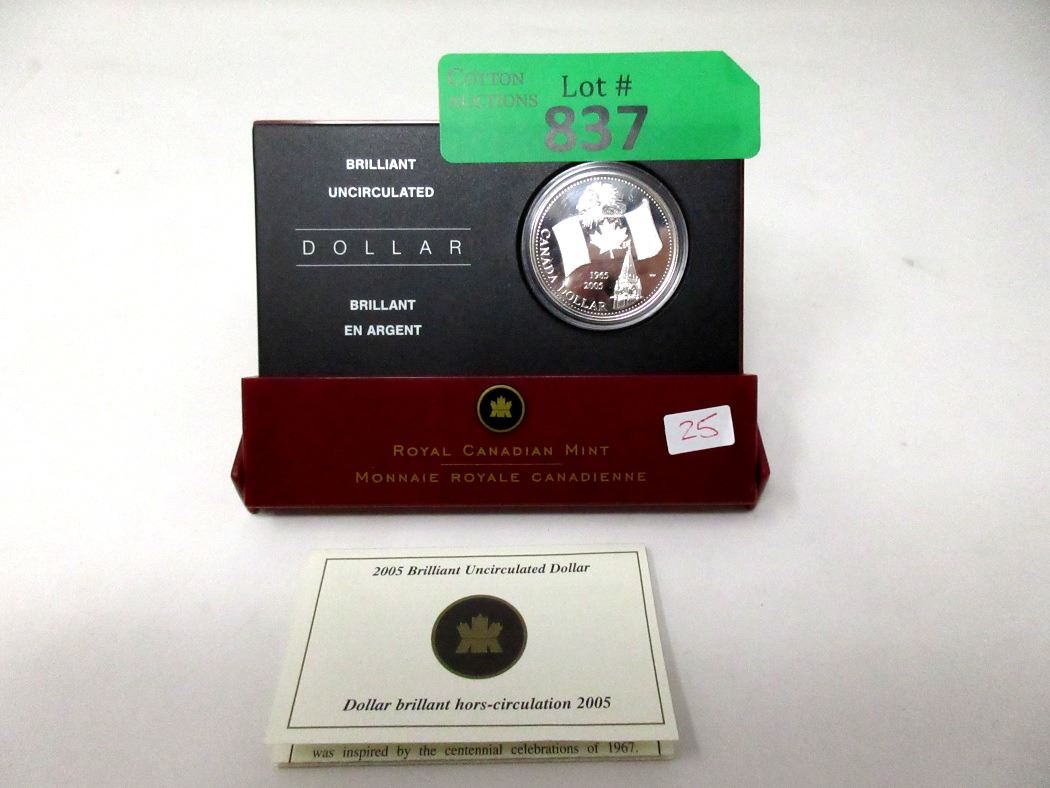 COTTON
AUCTIONS
Lot #
837
BRILLIANT
UNCIRCULATED
DOLLAR
BRILLANT
EN ARGENT
CANADA DOLLAR
1965
2005
ROYAL CANADIAN MINT
MONNAIE ROYALE CANADIENNE
25
2005 Brilliant Uncirculated Dollar
Dollar brillant hors-circulation 2005
was inspired by the centennial celebrations of 1967.